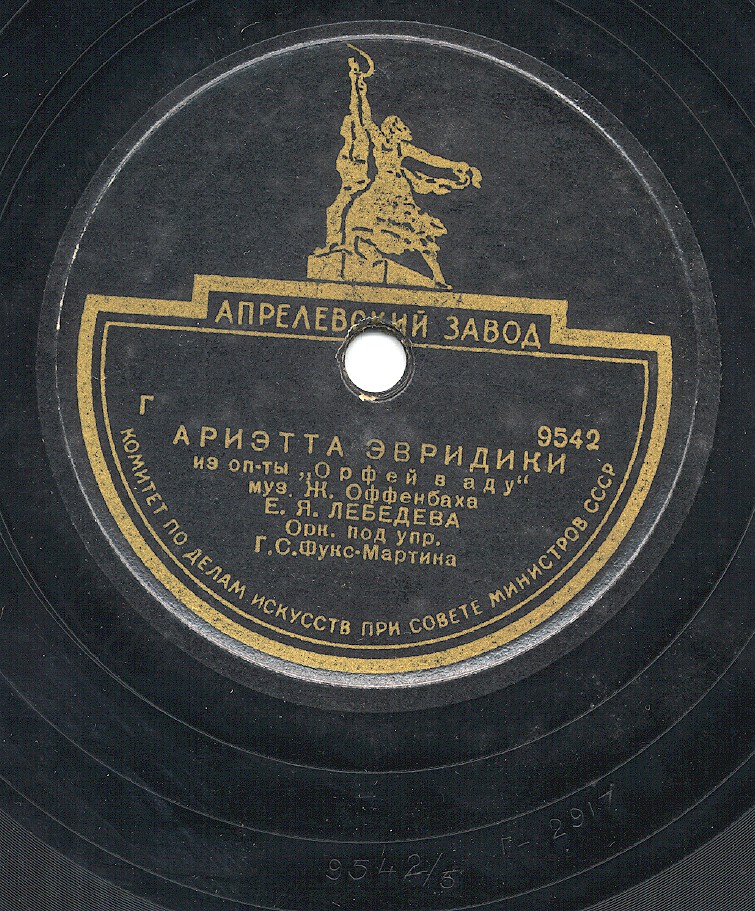 АПРЕЛЕВСКИЙ ЗАВОД
Г 9542
АРИЭТТА ЭВРИДИКИ
из оп-ты „Орфей в аду"
муз. Ж. Оффенбаха
Е. Я. ЛЕБЕДЕВА
Орк. под упр.
Г.С.Фукс-Мартина
КОМИТЕТ ПО ДЕЛАМ ИСКУССТВ ПРИ СОВЕТЕ МИНИСТРОВ СССР
Г-2917
9542/5